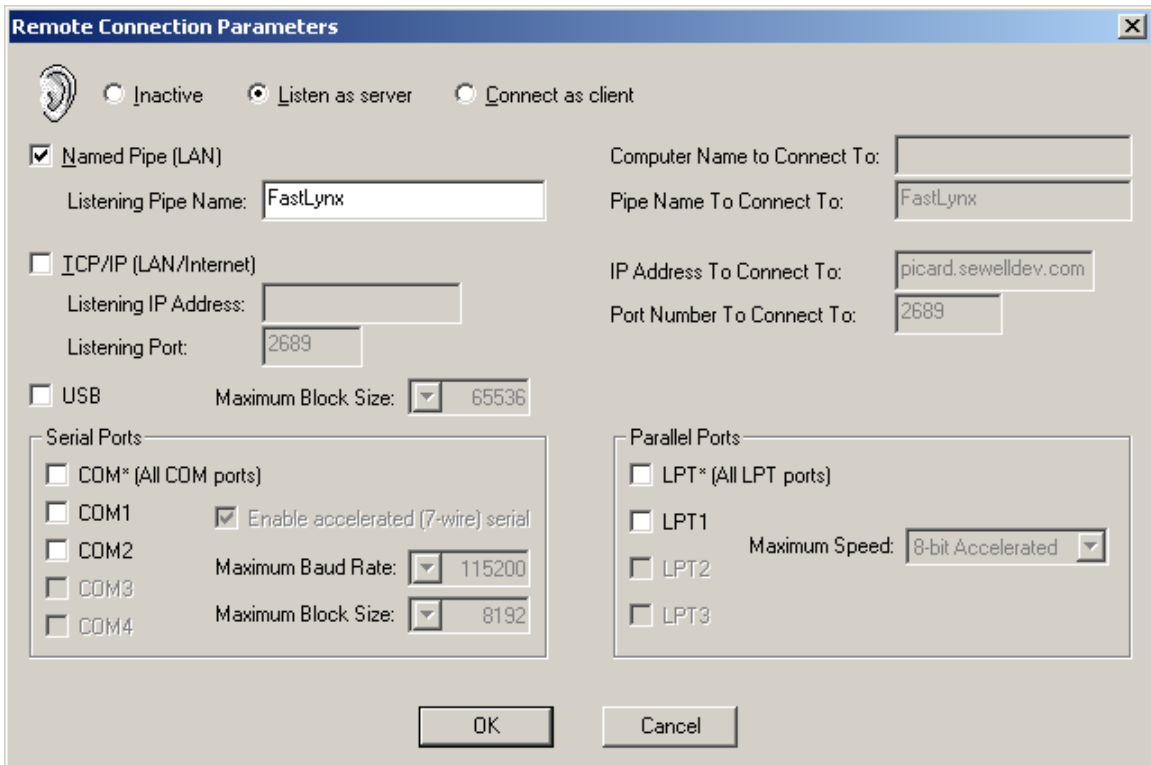 Remote Connection Parameters
Inactive Listen as server Connect as client
Named Pipe (LAN) Computer Name to Connect To:
Listening Pipe Name: FastLynx Pipe Name To Connect To: FastLynx
TCP/IP (LAN/Internet) IP Address To Connect To: picard.sewelldev.com
Listening IP Address: Port Number To Connect To: 2689
Listening Port: 2689
USB Maximum Block Size: 65536
Serial Ports Parallel Ports
COM* (All COM ports) LPT* (All LPT ports)
COM1 Enable accelerated (7-wire) serial LPT1
COM2 Maximum Speed: 8-bit Accelerated
Maximum Baud Rate: 115200 LPT2
COM3
Maximum Block Size: 8192 LPT3
COM4
OK Cancel